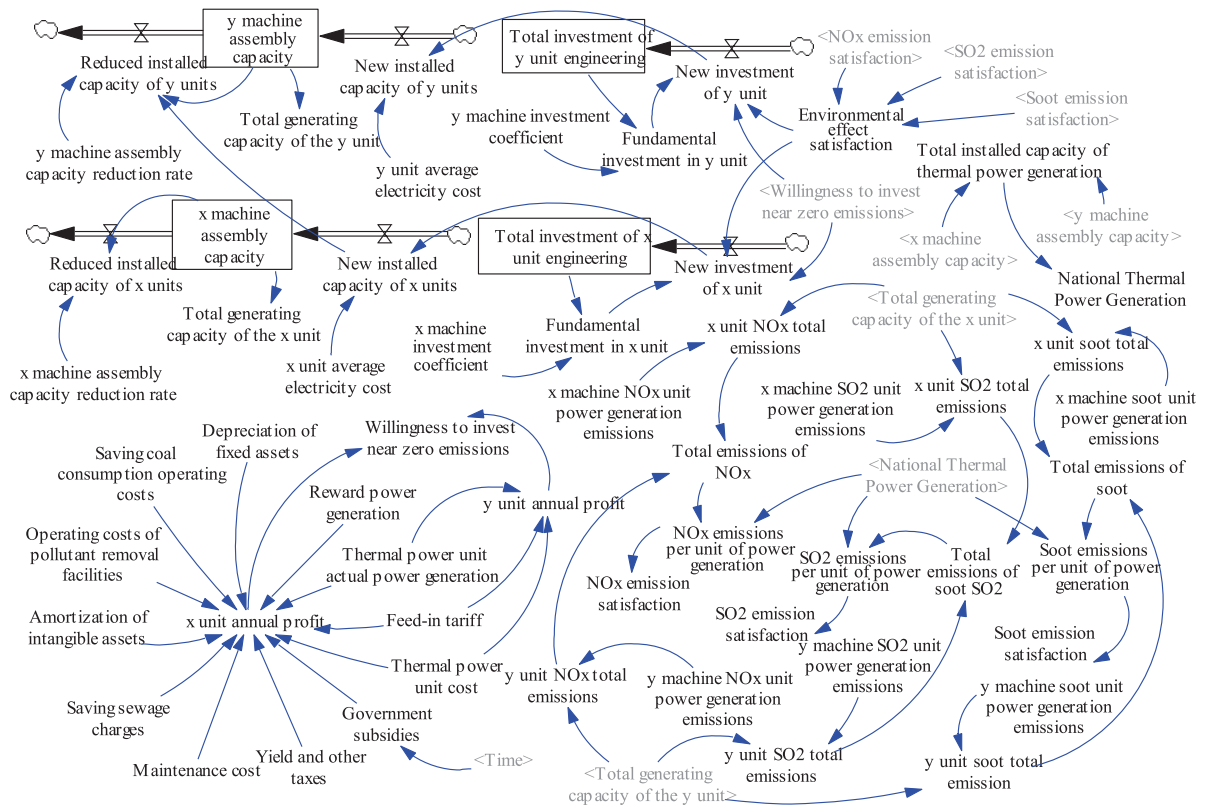 y machine
assembly
capacity
Total investment of
y unit engineering
<NOx emission
satisfaction>
<SO2 emission
satisfaction>
Reduced installed
capacity of y units
New installed
capacity of y units
New investment
of y unit
<Soot emission
satisfaction>
Total generating
capacity of the y unit
y machine investment
coefficient
Fundamental
investment in y unit
Environmental
effect
satisfaction
y machine assembly
capacity reduction rate
y unit average
electricity cost
Total installed capacity of
thermal power generation
<Willingness to invest
near zero emissions>
<y machine
assembly capacity>
x machine
assembly
capacity
Total investment of x
unit engineering
<x machine
assembly capacity>
Reduced installed
capacity of x units
New installed
capacity of x units
New investment
of x unit
National Thermal
Power Generation
Total generating
capacity of the x unit
<Total generating
capacity of the x unit>
x machine
investment
coefficient
Fundamental
investment in x unit
x unit NOx total
emissions
x unit soot total
emissions
x machine assembly
capacity reduction rate
x unit average
electricity cost
x machine NOx unit
power generation
emissions
x machine SO2 unit
power generation
emissions
x unit SO2 total
emissions
x machine soot unit
power generation
emissions
Depreciation of
fixed assets
Willingness to invest
near zero emissions
Saving coal
consumption operating
costs
Total emissions of
NOx
<National Thermal
Power Generation>
Total emissions of
soot
Reward power
generation
y unit annual profit
Operating costs of
pollutant removal
facilities
Thermal power unit
actual power generation
NOx emissions
per unit of power
generation
SO2 emissions
per unit of power
generation
Total
emissions of
soot SO2
Soot emissions
per unit of power
generation
NOx emission
satisfaction
Amortization of
intangible assets
x unit annual profit
Feed-in tariff
SO2 emission
satisfaction
Soot emission
satisfaction
Thermal power
unit cost
y unit NOx total
emissions
y machine NOx unit
power generation
emissions
y machine SO2 unit
power generation
emissions
y machine soot unit
power generation
emissions
Saving sewage
charges
Government
subsidies
Maintenance cost
Yield and other
taxes
<Time>
<Total generating
capacity of the y unit>
y unit SO2 total
emissions
y unit soot total
emission